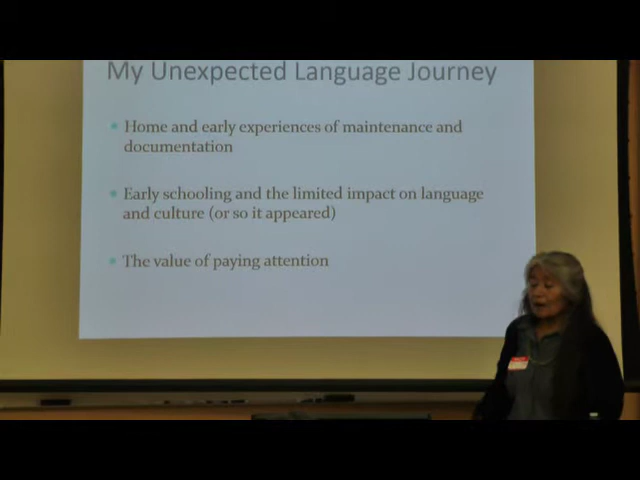 My Unexpected Language Journey
Home and early experiences of maintenance and
documentation
Early schooling and the limited impact on language
and culture (or so it appeared)
The value of paying attention